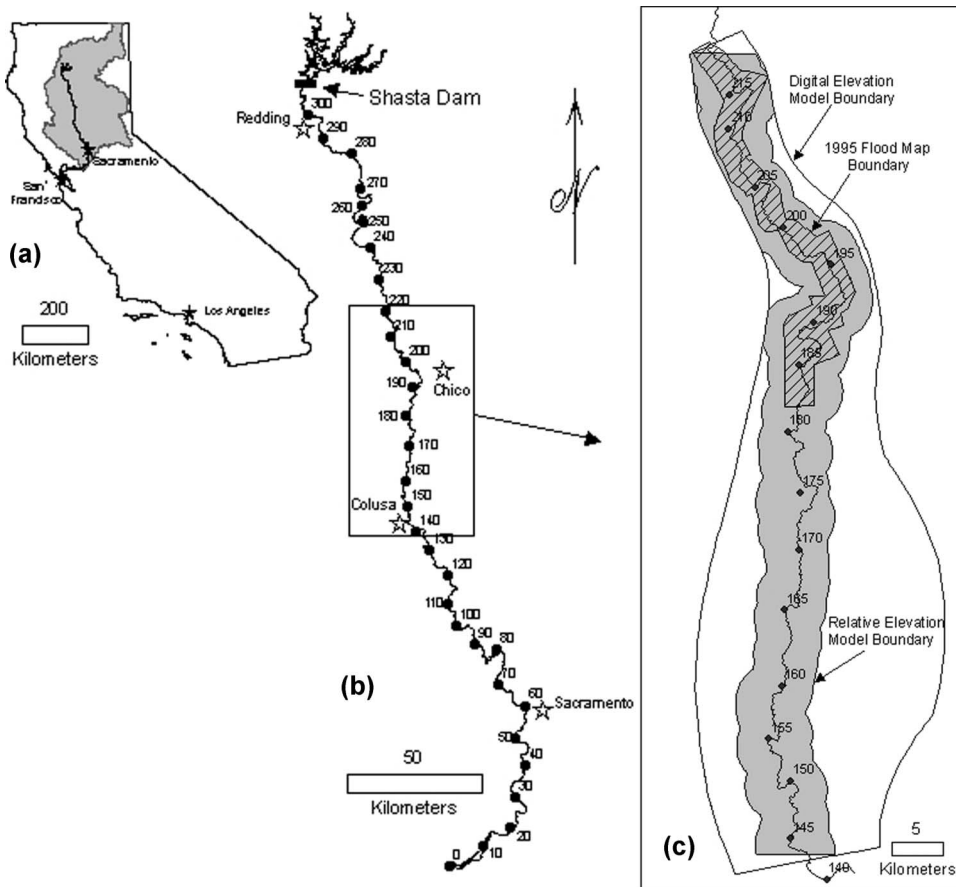 (a)
Sacramento
San
Francisco
Los Angeles
200
Kilometers
Shasta Dam
Redding
300
290
280
270
260
250
240
230
220
210
200
190
Chico
180
170
160
150
Colusa
140
130
120
110
100
90
80
70
60
Sacramento
50
40
30
20
10
0
(b)
50
Kilometers
N
Digital Elevation
Model Boundary
1995 Flood Map
Boundary
215
210
205
200
195
190
185
180
175
170
165
160
155
150
145
140
Relative Elevation
Model Boundary
(c)
5
Kilometers